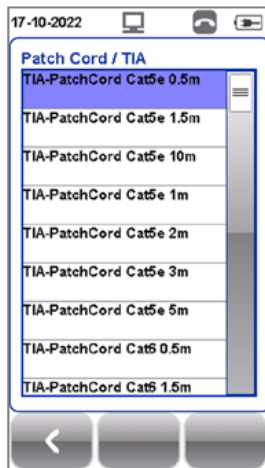 17-10-2022
Patch Cord / TIA
TIA-PatchCord Cat5e 0.5m
TIA-PatchCord Cat5e 1.5m
TIA-PatchCord Cat5e 10m
TIA-PatchCord Cat5e 1m
TIA-PatchCord Cat5e 2m
TIA-PatchCord Cat5e 3m
TIA-PatchCord Cat5e 5m
TIA-PatchCord Cat6 0.5m
TIA-PatchCord Cat6 1.5m